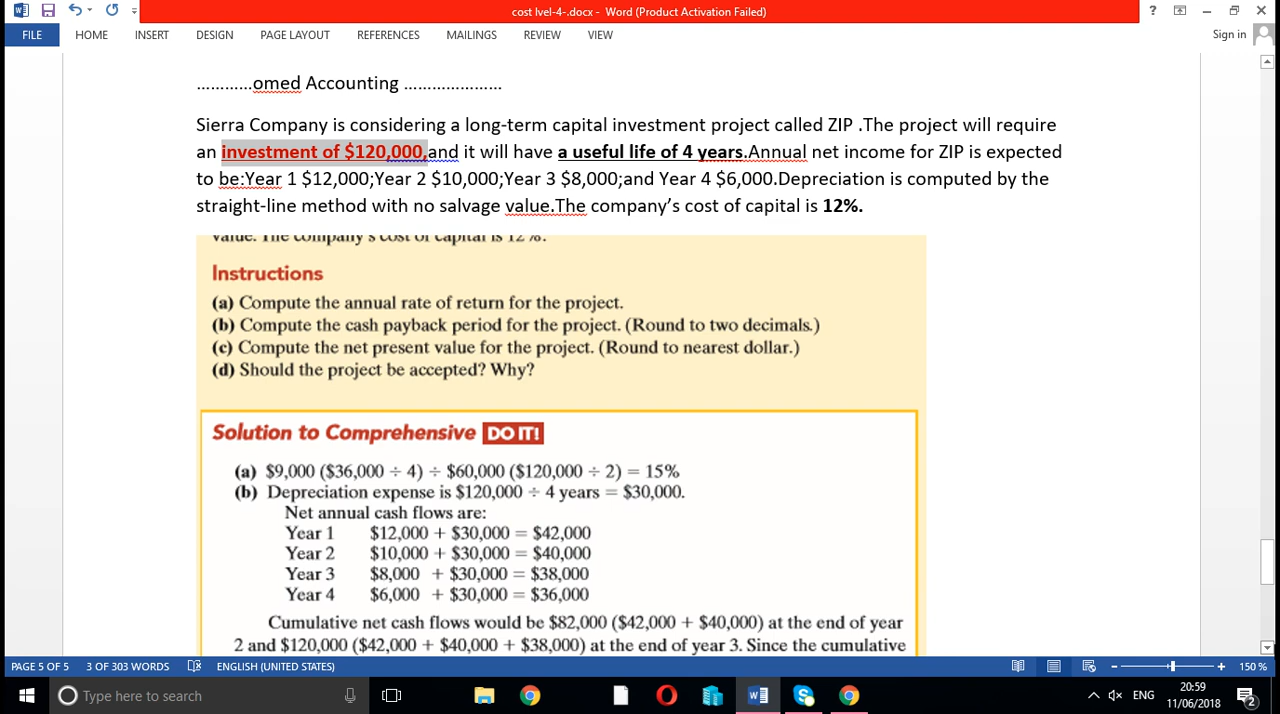 cost lvel-4-.docx - Word (Product Activation Failed)
FILE HOME INSERT DESIGN PAGE LAYOUT REFERENCES MAILINGS REVIEW VIEW Sign in
............omed Accounting .....................
Sierra Company is considering a long-term capital investment project called ZIP .The project will require
an investment of $120,000,and it will have a useful life of 4 years.Annual net income for ZIP is expected
to be:Year 1 $12,000;Year 2 $10,000;Year 3 $8,000;and Year 4 $6,000.Depreciation is computed by the
straight-line method with no salvage value.The company's cost of capital is 12%.
value. The company's cost of capital is 12%.
Instructions
(a) Compute the annual rate of return for the project.
(b) Compute the cash payback period for the project. (Round to two decimals.)
(c) Compute the net present value for the project. (Round to nearest dollar.)
(d) Should the project be accepted? Why?
Solution to Comprehensive DO IT!
(a) $9,000 ($36,000 ÷ 4) ÷ $60,000 ($120,000 ÷ 2) = 15%
(b) Depreciation expense is $120,000 ÷ 4 years = $30,000.
Net annual cash flows are:
Year 1 $12,000 + $30,000 = $42,000
Year 2 $10,000 + $30,000 = $40,000
Year 3 $8,000 + $30,000 = $38,000
Year 4 $6,000 + $30,000 = $36,000
Cumulative net cash flows would be $82,000 ($42,000 + $40,000) at the end of year
2 and $120,000 ($42,000 + $40,000 + $38,000) at the end of year 3. Since the cumulative
PAGE 5 OF 5 3 OF 303 WORDS ENGLISH (UNITED STATES) 150 %
Type here to search
ENG
20:59
11/06/2018
2